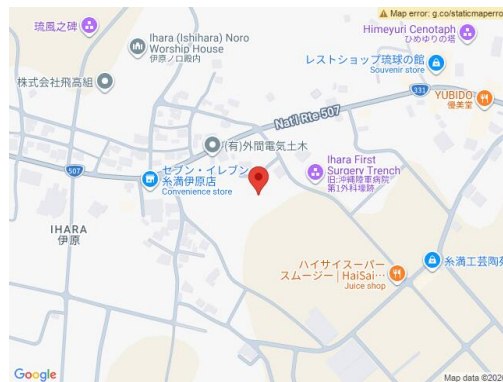 Map error: g.co/staticmaperro
琉風之碑
Ihara (Ishihara) Noro
Worship House
伊原ノロ殿内
Himeyuri Cenotaph
ひめゆりの塔
レストショップ琉球の館
Souvenir store
株式会社飛高組
331
YUBIDO
優美堂
Nat'l Rte 507
(有)外間電気土木
507
セブン-イレブン
糸満伊原店
Convenience store
Ihara First
Surgery Trench
旧:沖縄陸軍病院
第1外科壕跡
IHARA
伊原
ハイサイスーパー
スムージー | HaiSai…
Juice shop
糸満工芸陶苑
Google
Map data ©202